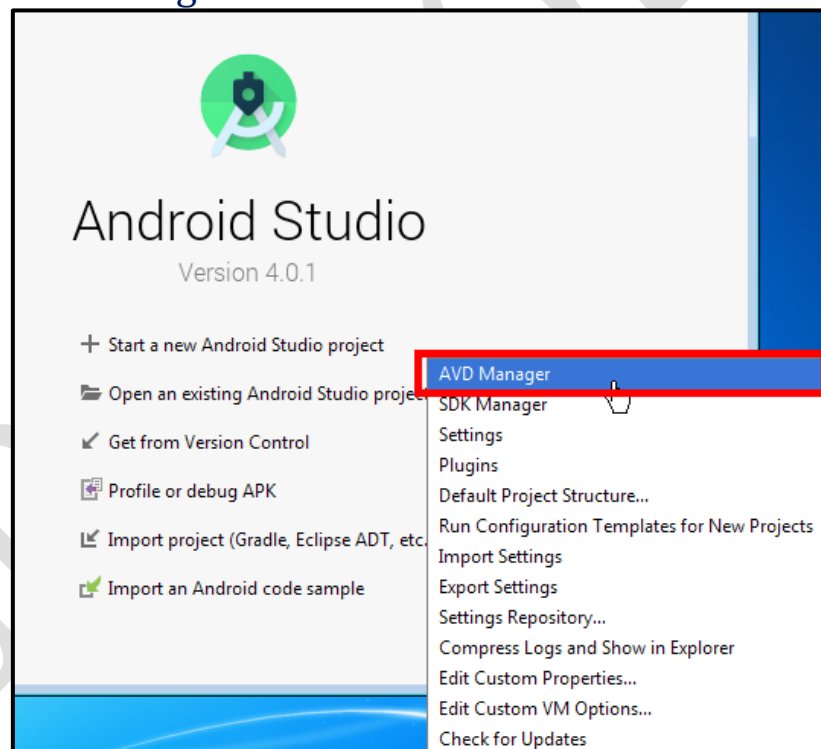 Android Studio
Version 4.0.1
Start a new Android Studio project
Open an existing Android Studio projec
Get from Version Control
Profile or debug APK
Import project (Gradle, Eclipse ADT, etc.
Import an Android code sample
AVD Manager
SDK Manager
Settings
Plugins
Default Project Structure...
Run Configuration Templates for New Projects
Import Settings
Export Settings
Settings Repository...
Compress Logs and Show in Explorer
Edit Custom Properties...
Edit Custom VM Options...
Check for Updates